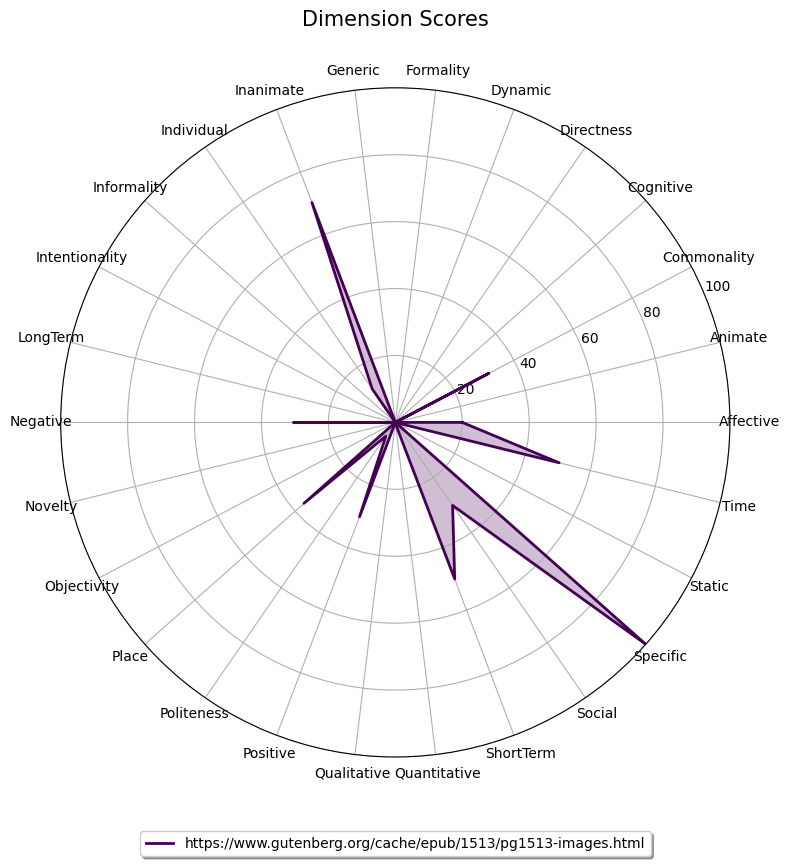 Dimension Scores
Generic
Formality
Inanimate
Dynamic
Individual
Directness
Informality
Cognitive
Intentionality
Commonality
100
80
LongTerm
60
Animate
40
20
Negative
Affective
Novelty
Time
Objectivity
Static
Place
Specific
Politeness
Social
Positive
ShortTerm
Qualitative
Quantitative
https://www.gutenberg.org/cache/epub/1513/pg1513-images.html